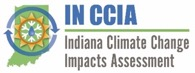 IN CCIA
Indiana Climate Change
Impacts Assessment